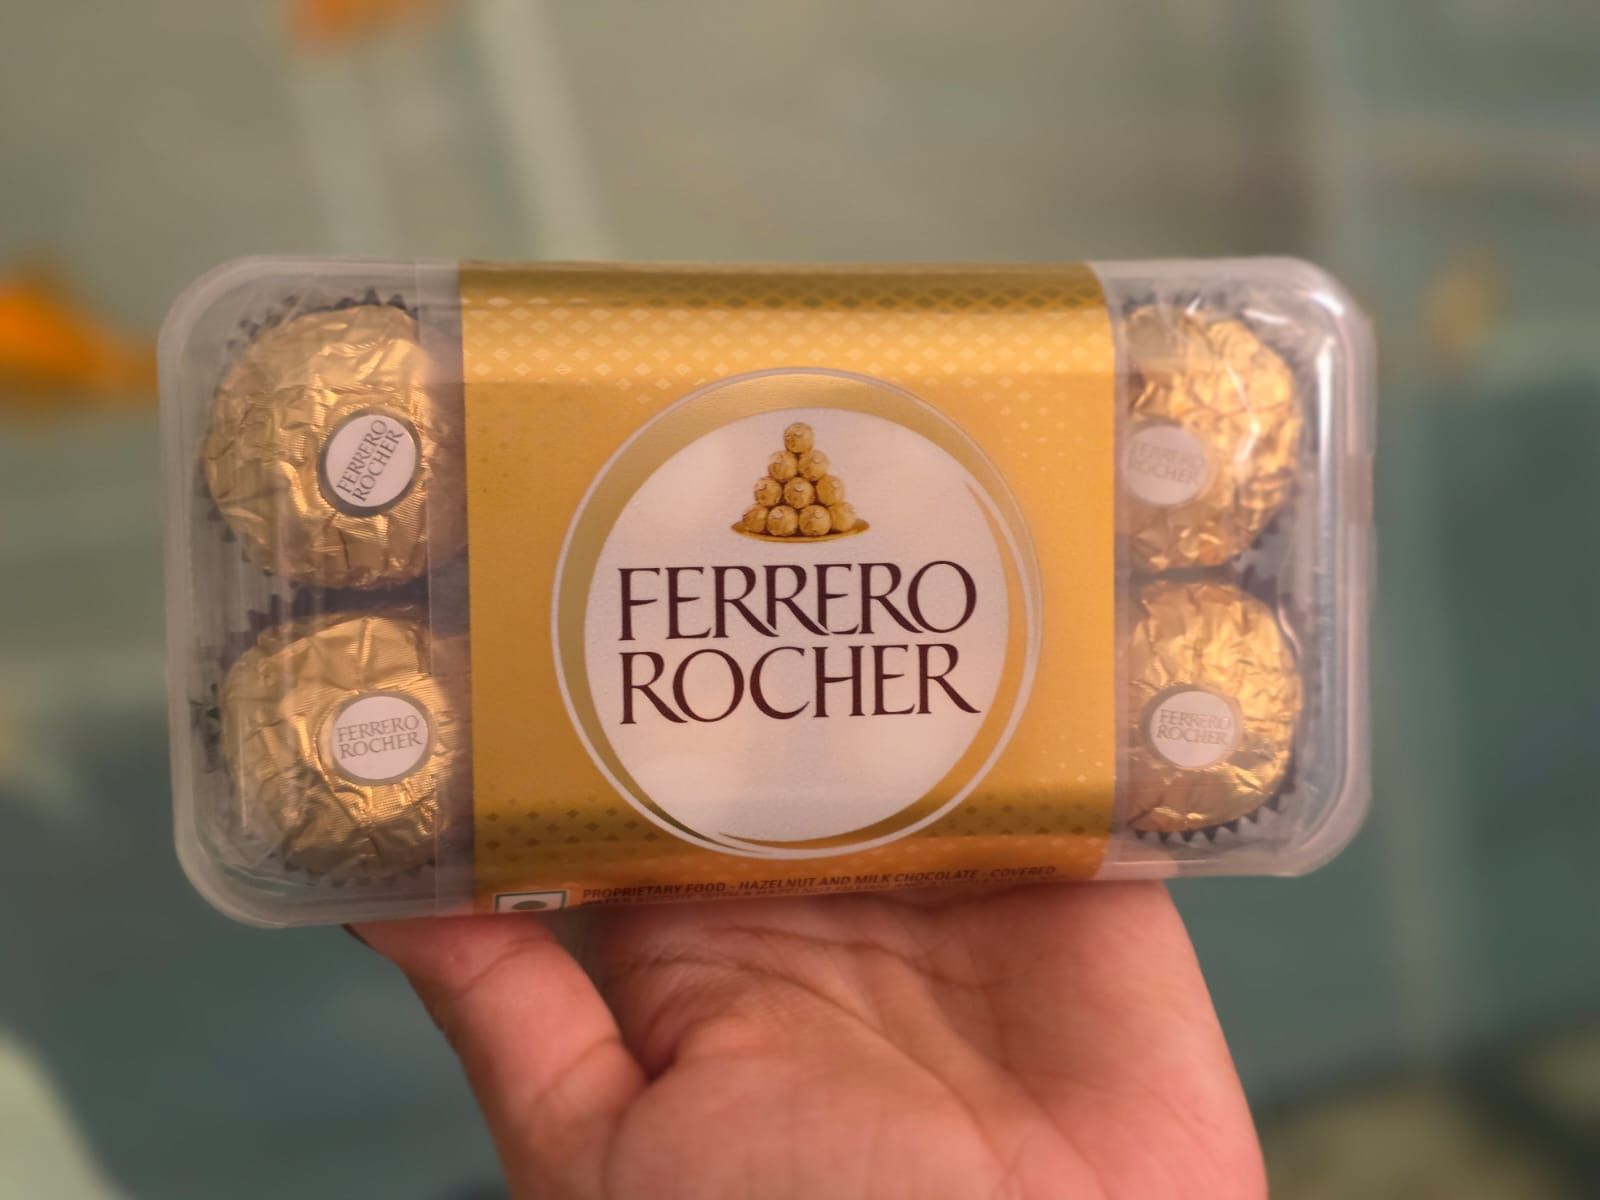 FERRERO
ROCHER
FERRERO
ROCHER
FERRERO
ROCHER
FERRERO
ROCHER
FERRERO
ROCHER
PROPRIETARY FOOD - HAZELNUT AND MILK CHOCOLATE - COVERED